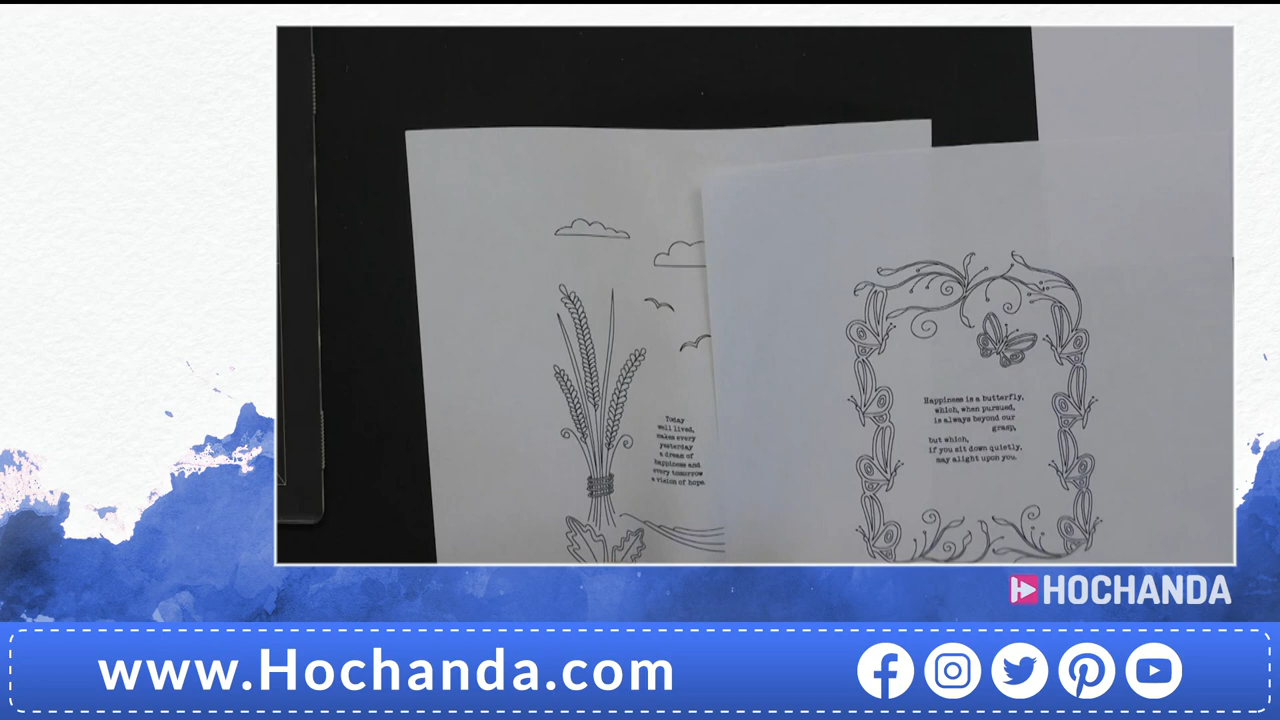 Today
well lived,
makes every
yesterday
a dream of
happiness and
every tomorrow
a vision of hope.
Happiness is a butterfly,
which, when pursued,
is always beyond our
grasp,
but which,
if you sit down quietly,
may alight upon you.
HOCHANDA
www.Hochanda.com